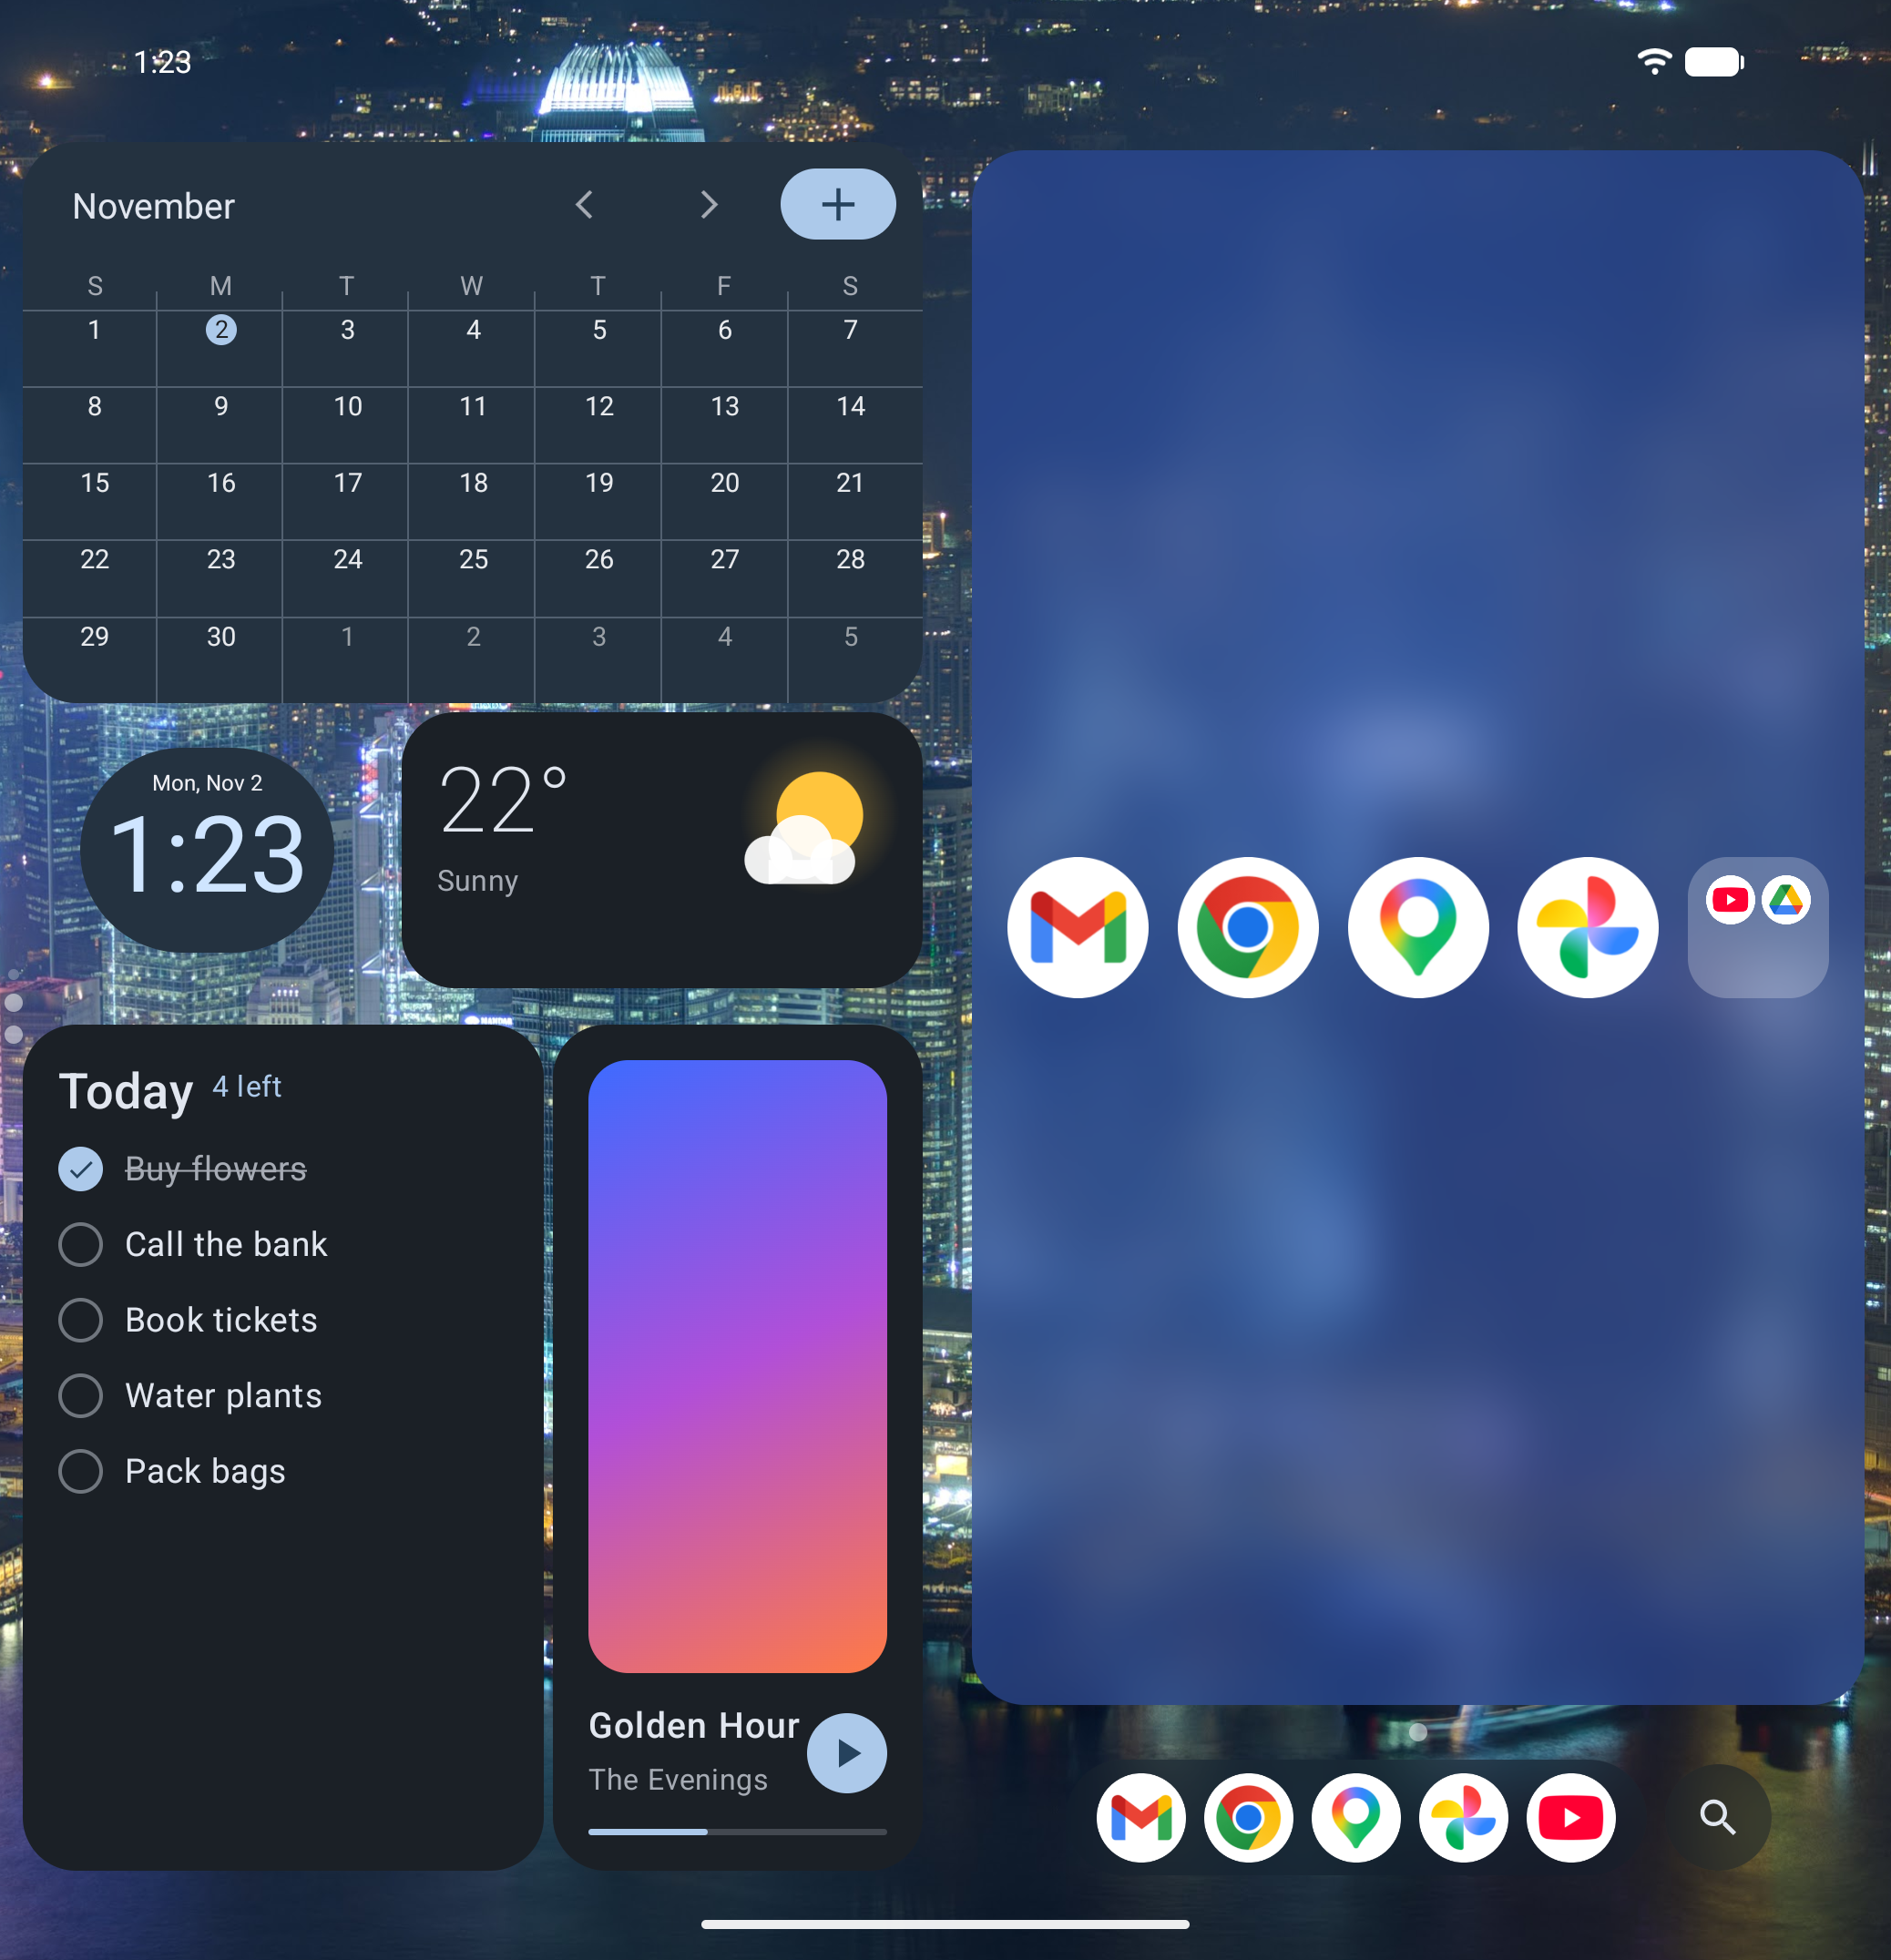 1:23
November
S M T W T F S
1 2 3 4 5 6 7
8 9 10 11 12 13 14
15 16 17 18 19 20 21
22 23 24 25 26 27 28
29 30 1 2 3 4 5
Mon, Nov 2
1:23
22°
Sunny
Today 4 left
Buy flowers
Call the bank
Book tickets
Water plants
Pack bags
Golden Hour
The Evenings